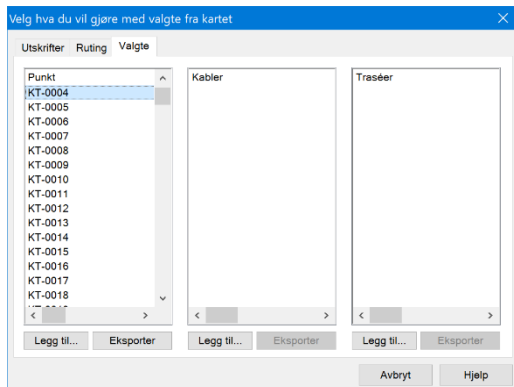 Velg hva du vil gjøre med valgte fra kartet
Utskrifter Ruting Valgte
Punkt
KT-0004
KT-0005
KT-0006
KT-0007
KT-0008
KT-0009
KT-0010
KT-0011
KT-0012
KT-0013
KT-0014
KT-0015
KT-0016
KT-0017
KT-0018
Kabler
Traséer
Legg til... Eksporter Legg til... Eksporter Legg til... Eksporter
Avbryt Hjelp